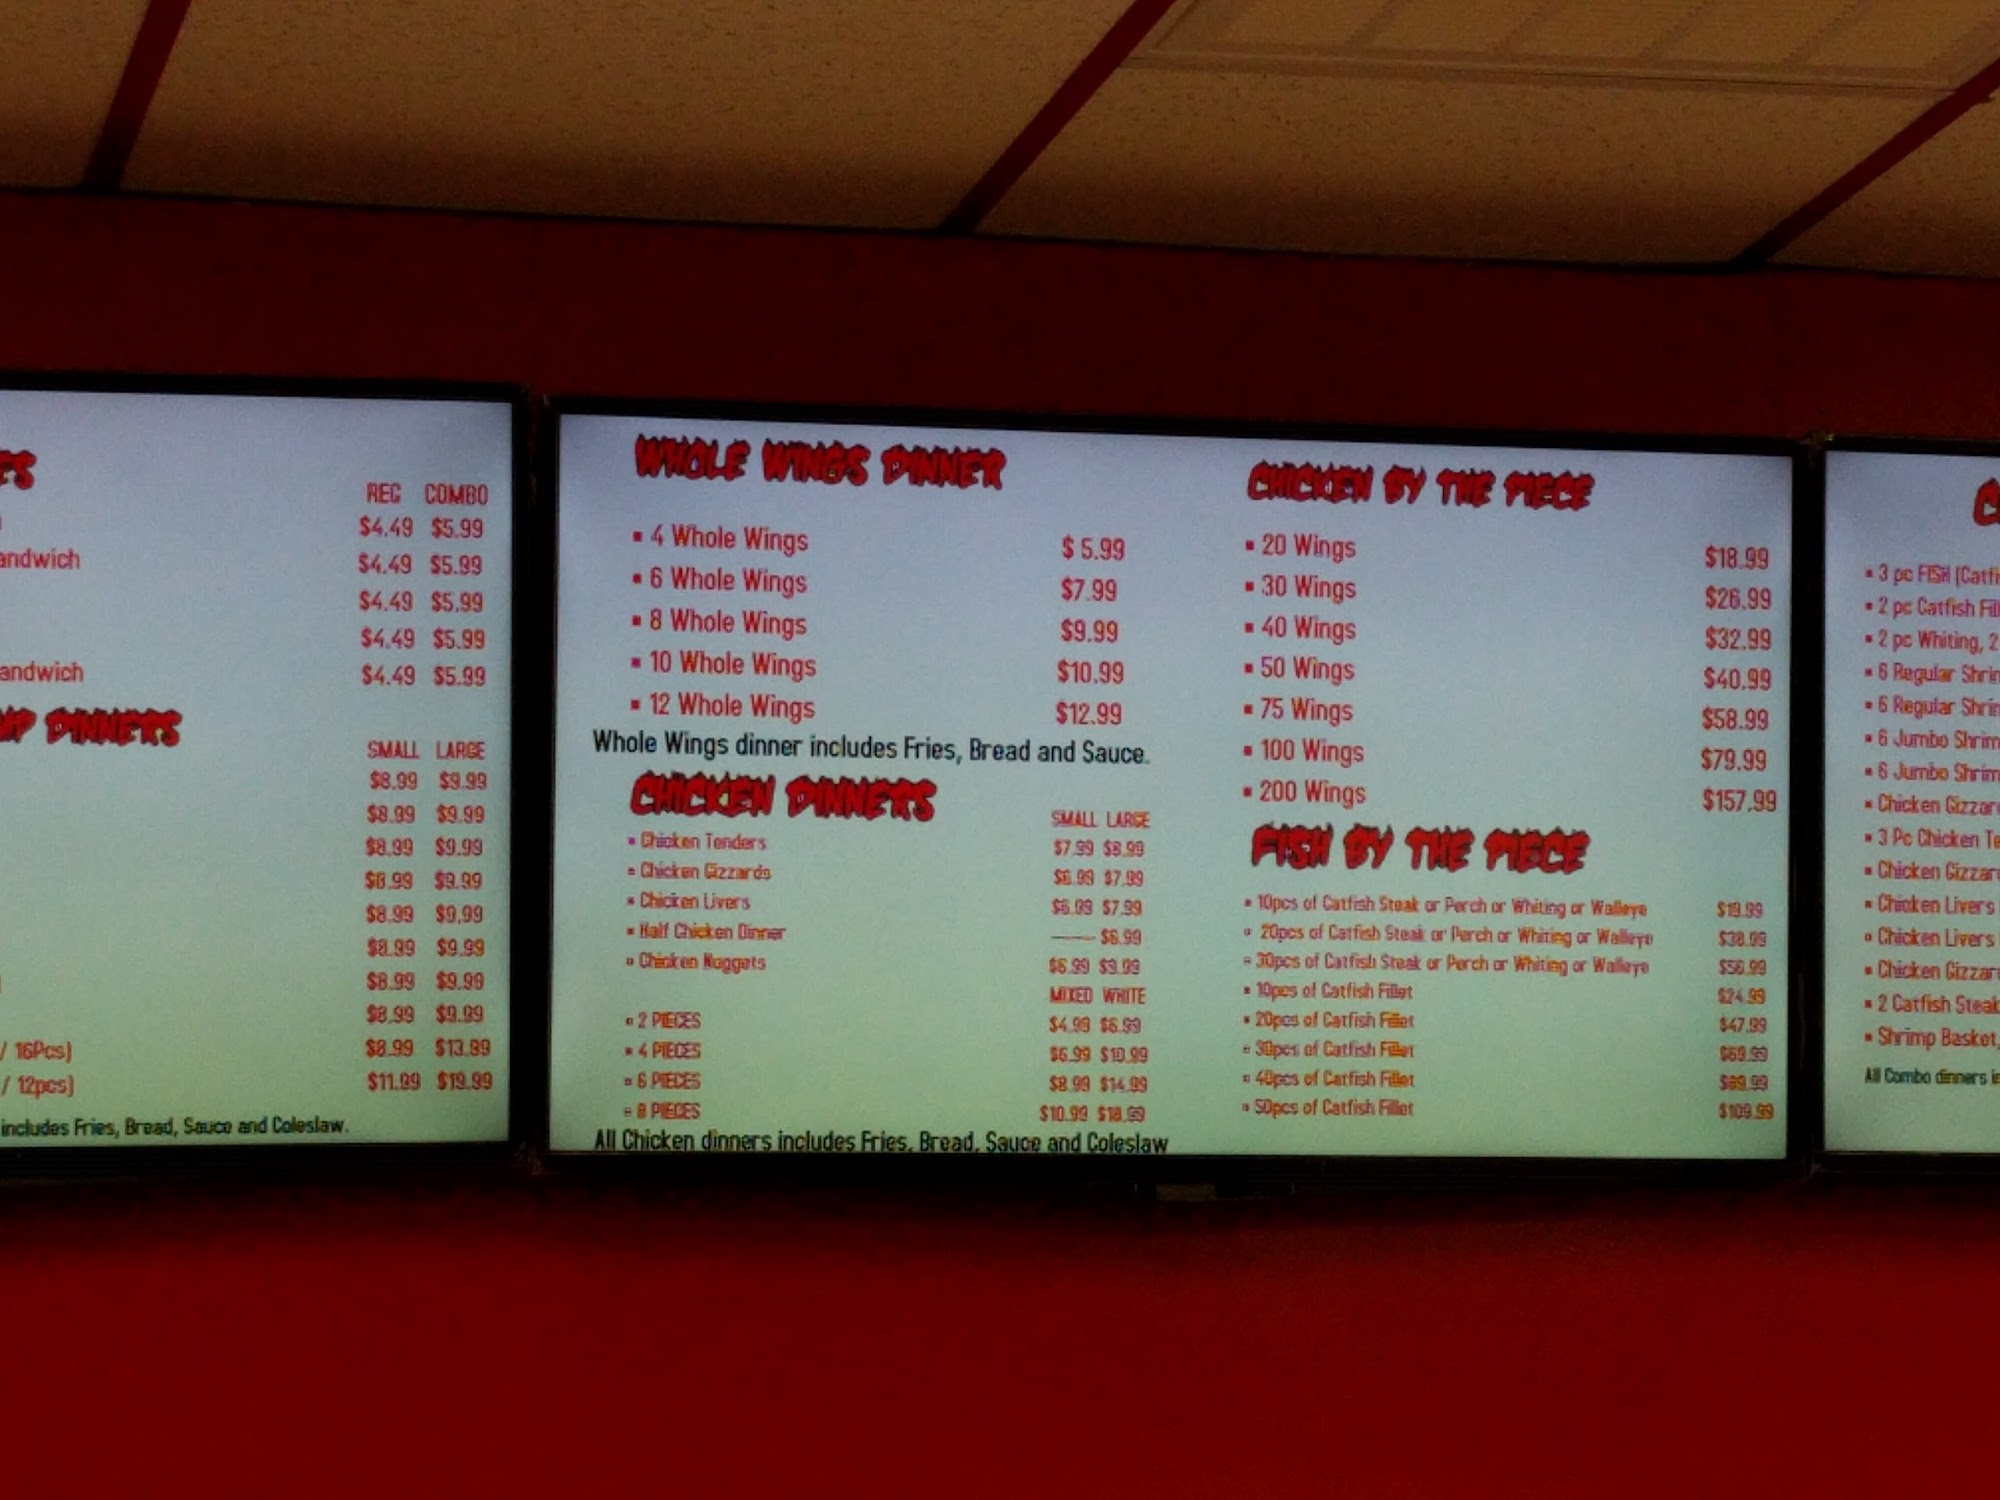 ES
REG COMBO
$4.49 $5.99
andwich $4.49 $5.99
$4.49 $5.99
$4.49 $5.99
andwich $4.49 $5.99
MP DINNERS
SMALL LARGE
$8.99 $9.99
$8.99 $9.99
$8.99 $9.99
$8.99 $9.99
$8.99 $9.99
$8.99 $9.99
$8.99 $9.99
$8.99 $9.99
/ 16Pcs) $8.99 $13.99
/ 12pcs) $11.99 $19.99
includes Fries, Bread, Sauce and Coleslaw.
WHOLE WINGS DINNER
▪ 4 Whole Wings $ 5.99
▪ 6 Whole Wings $7.99
▪ 8 Whole Wings $9.99
▪ 10 Whole Wings $10.99
▪ 12 Whole Wings $12.99
Whole Wings dinner includes Fries, Bread and Sauce.
CHICKEN DINNERS
SMALL LARGE
▪ Chicken Tenders $7.99 $8.99
▪ Chicken Gizzards $6.99 $7.99
▪ Chicken Livers $6.99 $7.99
▪ Half Chicken Dinner —— $6.99
▪ Chicken Nuggets $6.99 $9.99
MIXED WHITE
▪ 2 PIECES $4.99 $6.99
▪ 4 PIECES $6.99 $10.99
▪ 6 PIECES $8.99 $14.99
▪ 8 PIECES $10.99 $18.99
All Chicken dinners includes Fries, Bread, Sauce and Coleslaw
CHICKEN BY THE PIECE
▪ 20 Wings $18.99
▪ 30 Wings $26.99
▪ 40 Wings $32.99
▪ 50 Wings $40.99
▪ 75 Wings $58.99
▪ 100 Wings $79.99
▪ 200 Wings $157.99
FISH BY THE PIECE
▪ 10pcs of Catfish Steak or Perch or Whiting or Walleye $19.99
▪ 20pcs of Catfish Steak or Perch or Whiting or Walleye $38.99
▪ 30pcs of Catfish Steak or Perch or Whiting or Walleye $56.99
▪ 10pcs of Catfish Fillet $24.99
▪ 20pcs of Catfish Fillet $47.99
▪ 30pcs of Catfish Fillet $69.99
▪ 40pcs of Catfish Fillet $89.99
▪ 50pcs of Catfish Fillet $109.99
C
▪ 3 pc FISH (Catfi
▪ 2 pc Catfish Fill
▪ 2 pc Whiting, 2
▪ 6 Regular Shrim
▪ 6 Regular Shrim
▪ 6 Jumbo Shrim
▪ 6 Jumbo Shrim
▪ Chicken Gizzard
▪ 3 Pc Chicken Te
▪ Chicken Gizzard
▪ Chicken Livers
▪ Chicken Livers
▪ Chicken Gizzar
▪ 2 Catfish Steak
▪ Shrimp Basket,
All Combo dinners in